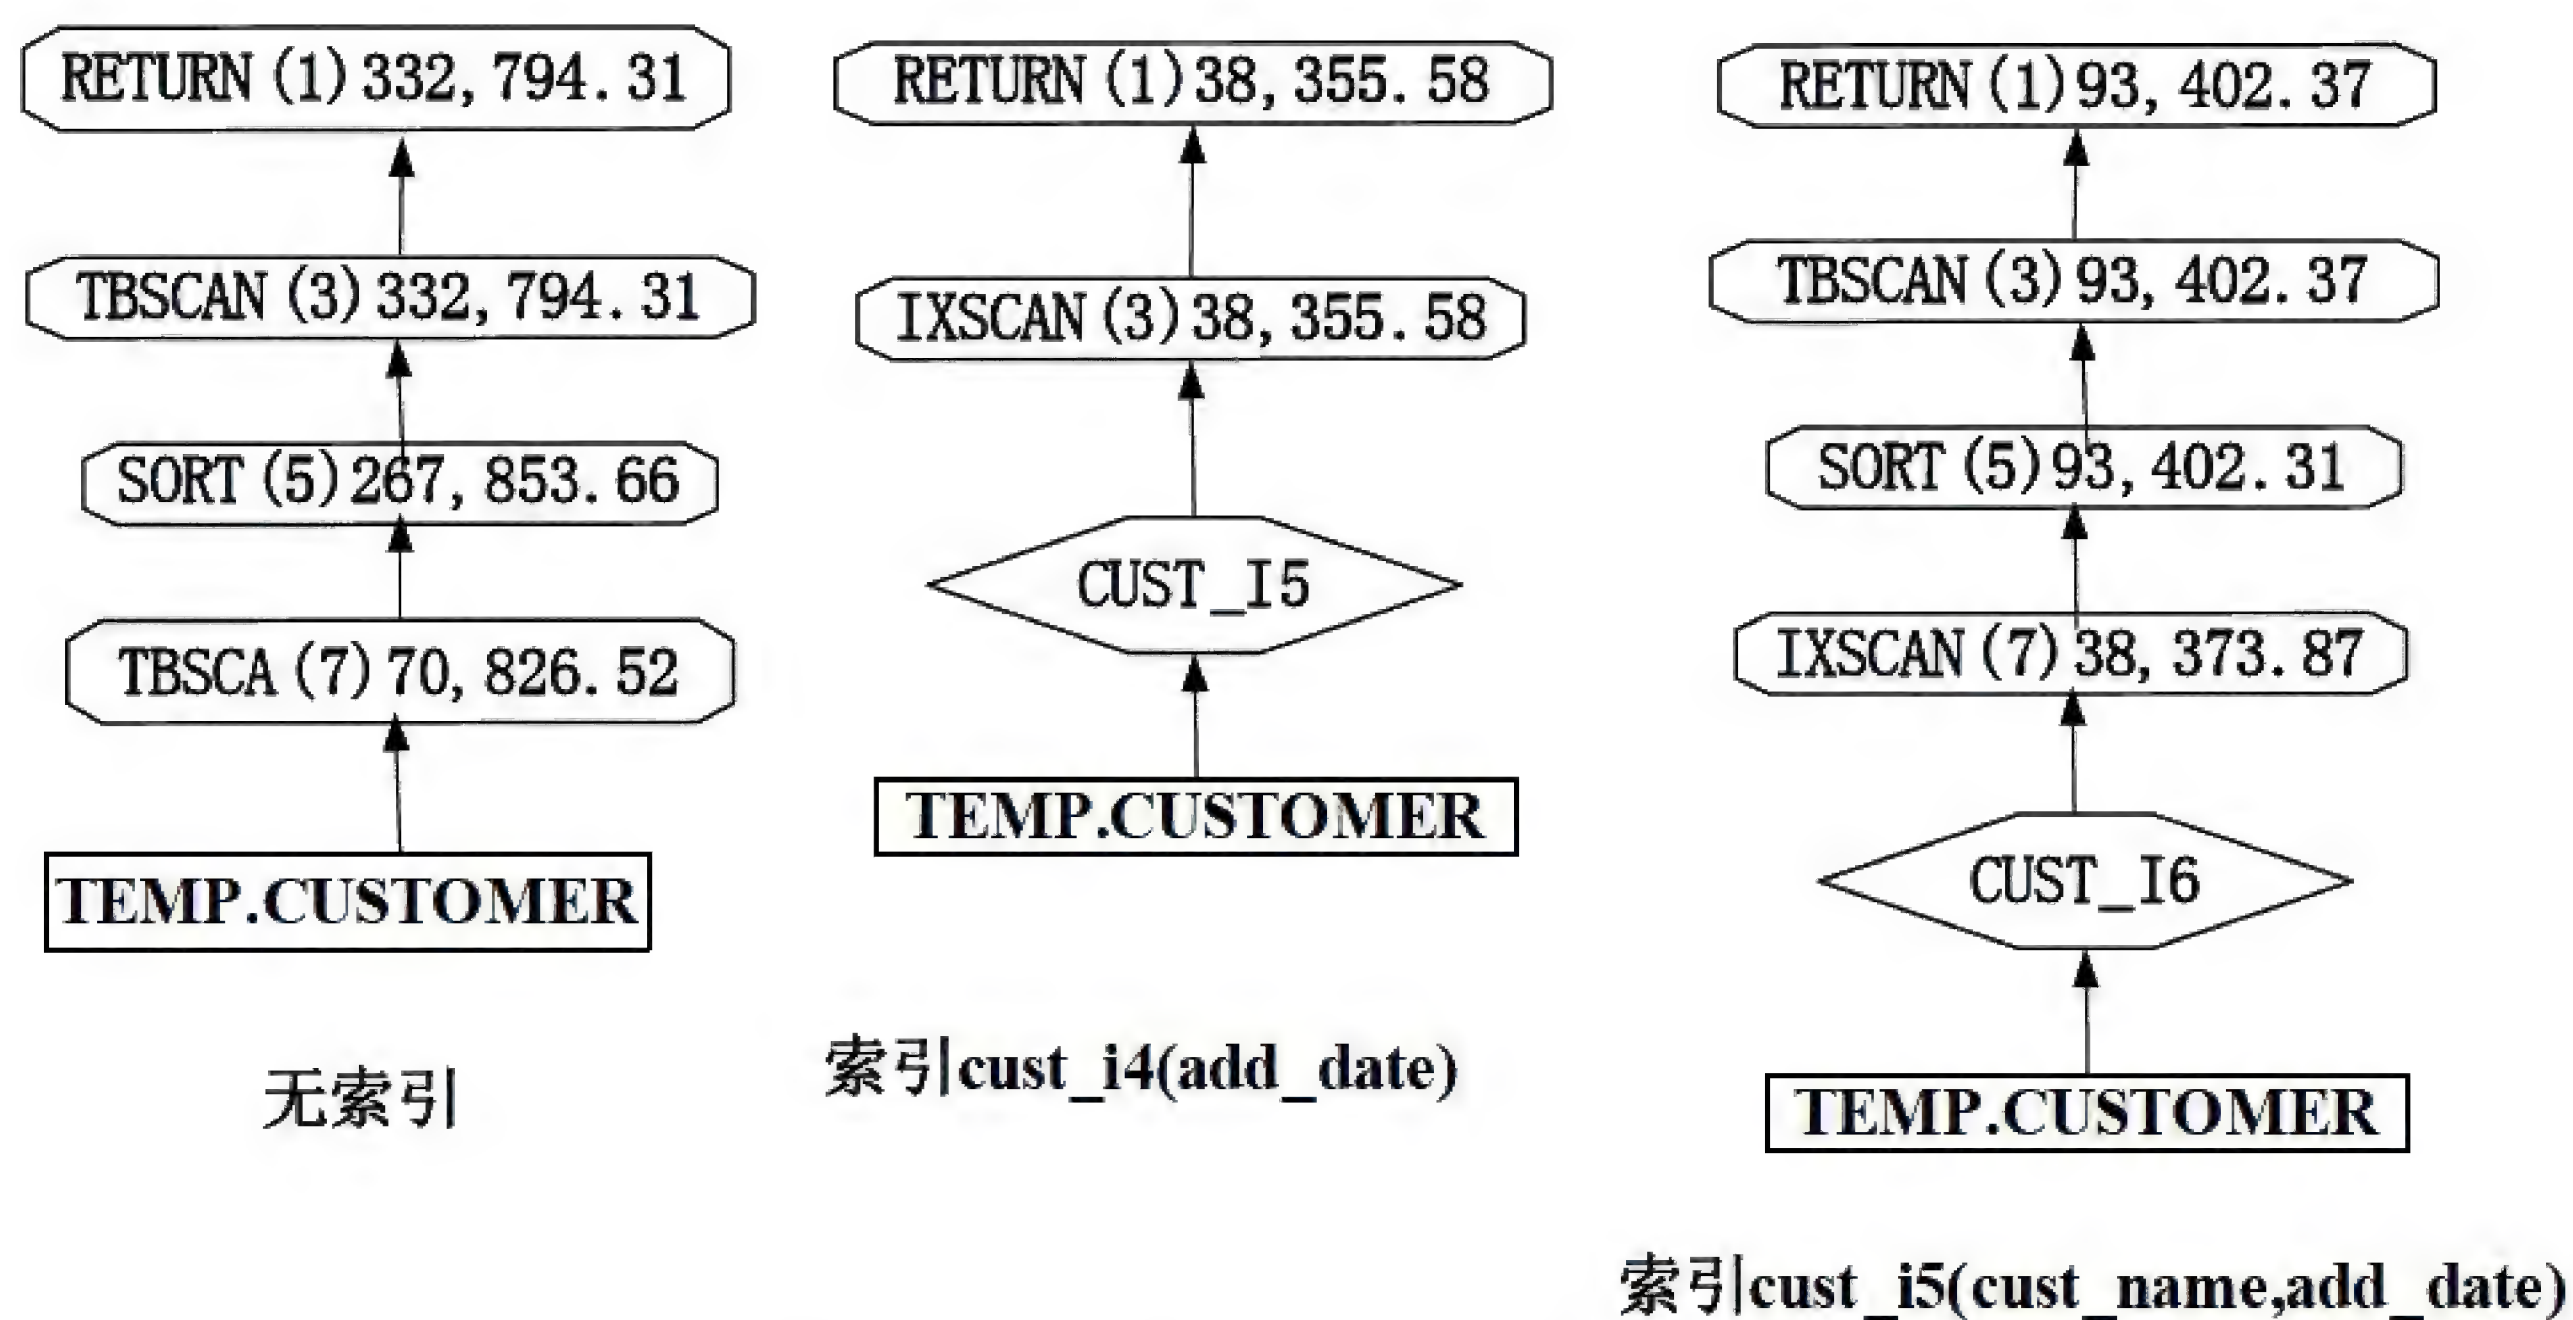 RETURN(1)332,794.31
TBSCAN(3)332,794.31
SORT(5)267,853.66
TBSCA(7)70,826.52
TEMP.CUSTOMER
无索引
RETURN(1)38,355.58
IXSCAN(3)38,355.58
CUST_I5
TEMP.CUSTOMER
索引cust_i4(add_date)
RETURN(1)93,402.37
TBSCAN(3)93,402.37
SORT(5)93,402.31
IXSCAN(7)38,373.87
CUST_I6
TEMP.CUSTOMER
索引cust_i5(cust_name,add_date)